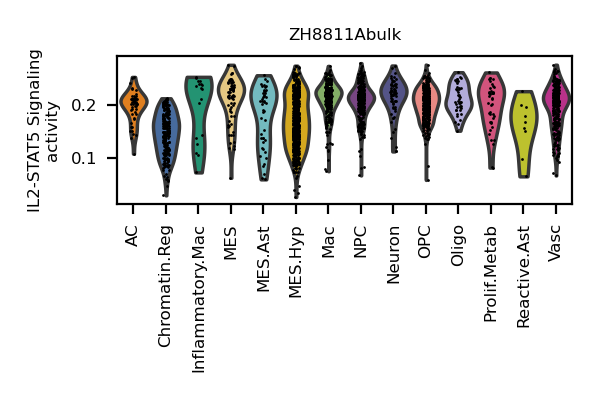 ZH8811Abulk
IL2-STAT5 Signaling
activity
0.2
0.1
AC
Chromatin.Reg
Inflammatory.Mac
MES
MES.Ast
MES.Hyp
Mac
NPC
Neuron
OPC
Oligo
Prolif.Metab
Reactive.Ast
Vasc